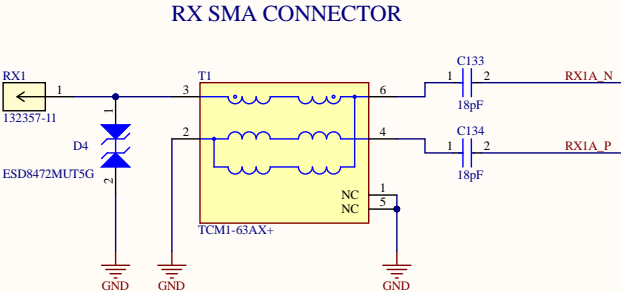 RX SMA CONNECTOR
RX1
1
132357-11
1
D4
ESD8472MUT5G
2
GND
T1
3
2
6
4
NC
1
NC
5
TCM1-63AX+
GND
GND
C133
1
2
18pF
RX1A_N
C134
1
2
18pF
RX1A_P